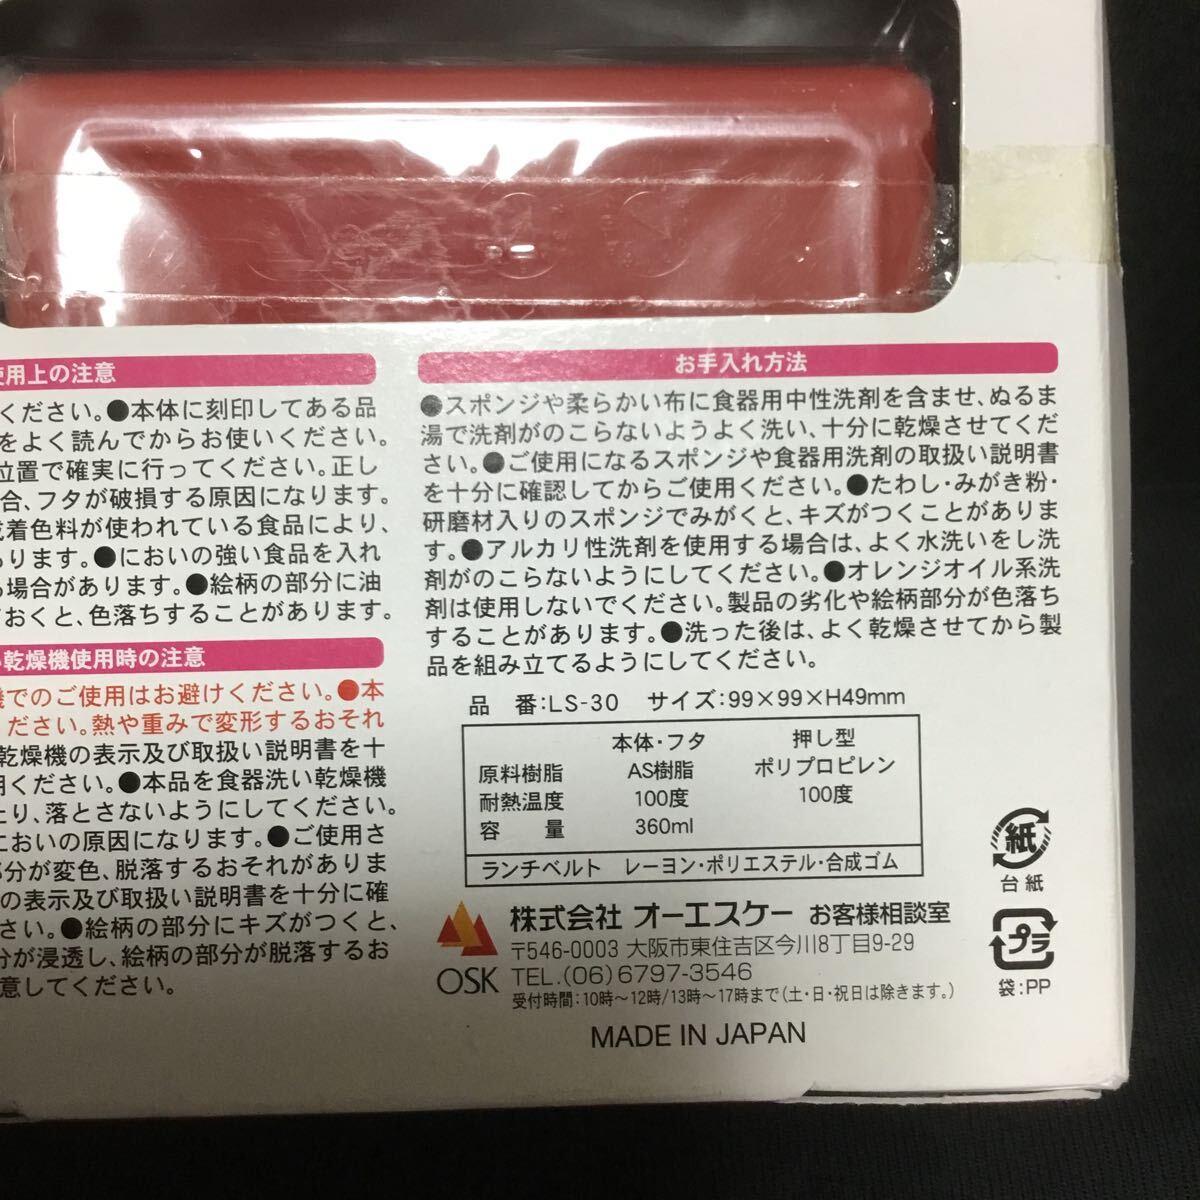 使用上の注意
ください。●本体に刻印してある品
をよく読んでからお使いください。
位置で確実に行ってください。正し
合、フタが破損する原因になります。
着色料が使われている食品により、
あります。●においの強い食品を入れ
る場合があります。●絵柄の部分に油
ておくと、色落ちすることがあります。
乾燥機使用時の注意
機でのご使用はお避けください。●本
ください。熱や重みで変形するおそれ
乾燥機の表示及び取扱い説明書を十
用ください。●本品を食器洗い乾燥機
たり、落とさないようにしてください。
においの原因になります。●ご使用さ
部分が変色、脱落するおそれがありま
の表示及び取扱い説明書を十分に確
さい。●絵柄の部分にキズがつくと、
分が浸透し、絵柄の部分が脱落するお
意してください。
お手入れ方法
●スポンジや柔らかい布に食器用中性洗剤を含ませ、ぬるま
湯で洗剤がのこらないようよく洗い、十分に乾燥させてくだ
さい。●ご使用になるスポンジや食器用洗剤の取扱い説明書
を十分に確認してからご使用ください。●たわし・みがき粉・
研磨材入りのスポンジでみがくと、キズがつくことがありま
す。●アルカリ性洗剤を使用する場合は、よく水洗いをし洗
剤がのこらないようにしてください。●オレンジオイル系洗
剤は使用しないでください。製品の劣化や絵柄部分が色落ち
することがあります。●洗った後は、よく乾燥させてから製
品を組み立てるようにしてください。
品 番:LS-30 サイズ:99×99×H49mm
本体・フタ 押し型
原料樹脂 AS樹脂 ポリプロピレン
耐熱温度 100度 100度
容 量 360ml
ランチベルト レーヨン・ポリエステル・合成ゴム
OSK
株式会社 オーエスケー お客様相談室
〒546-0003 大阪市東住吉区今川8丁目9-29
TEL.(06)6797-3546
受付時間:10時〜12時/13時〜17時まで(土・日・祝日は除きます。)
MADE IN JAPAN
紙
台紙
プラ
袋:PP